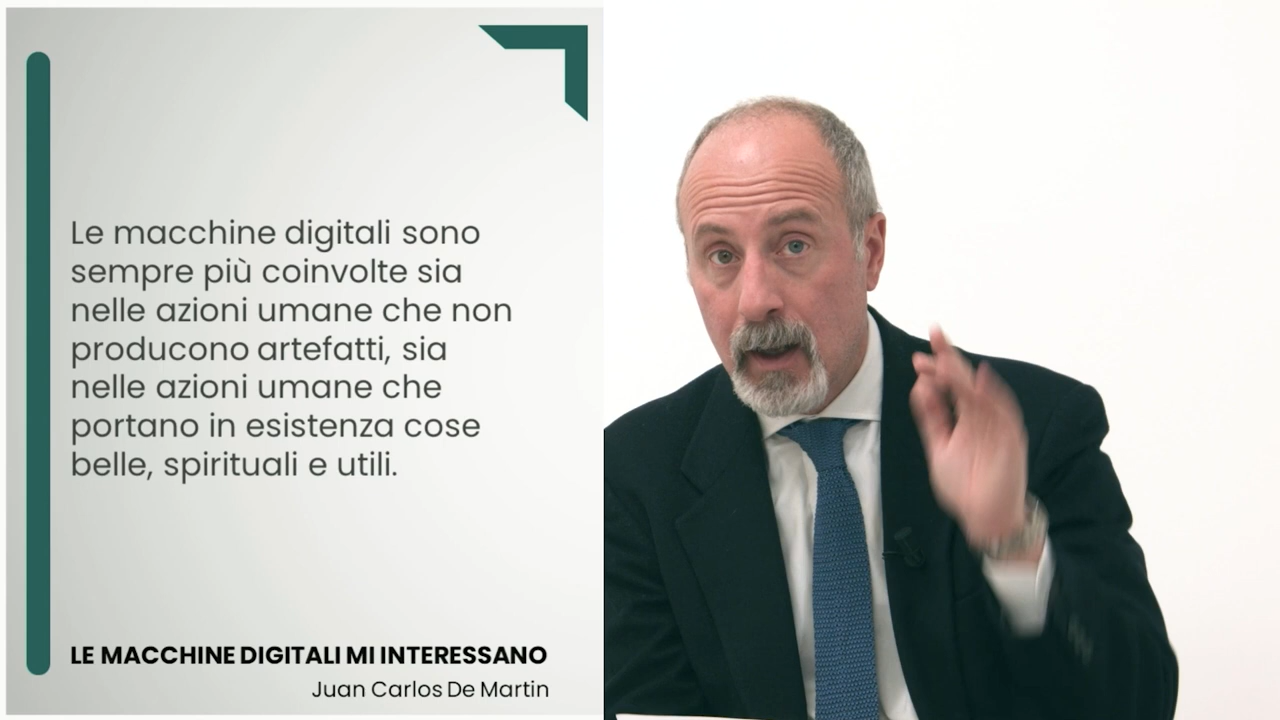 Le macchine digitali sono
sempre più coinvolte sia
nelle azioni umane che non
producono artefatti, sia
nelle azioni umane che
portano in esistenza cose
belle, spirituali e utili.
LE MACCHINE DIGITALI MI INTERESSANO
Juan Carlos De Martin